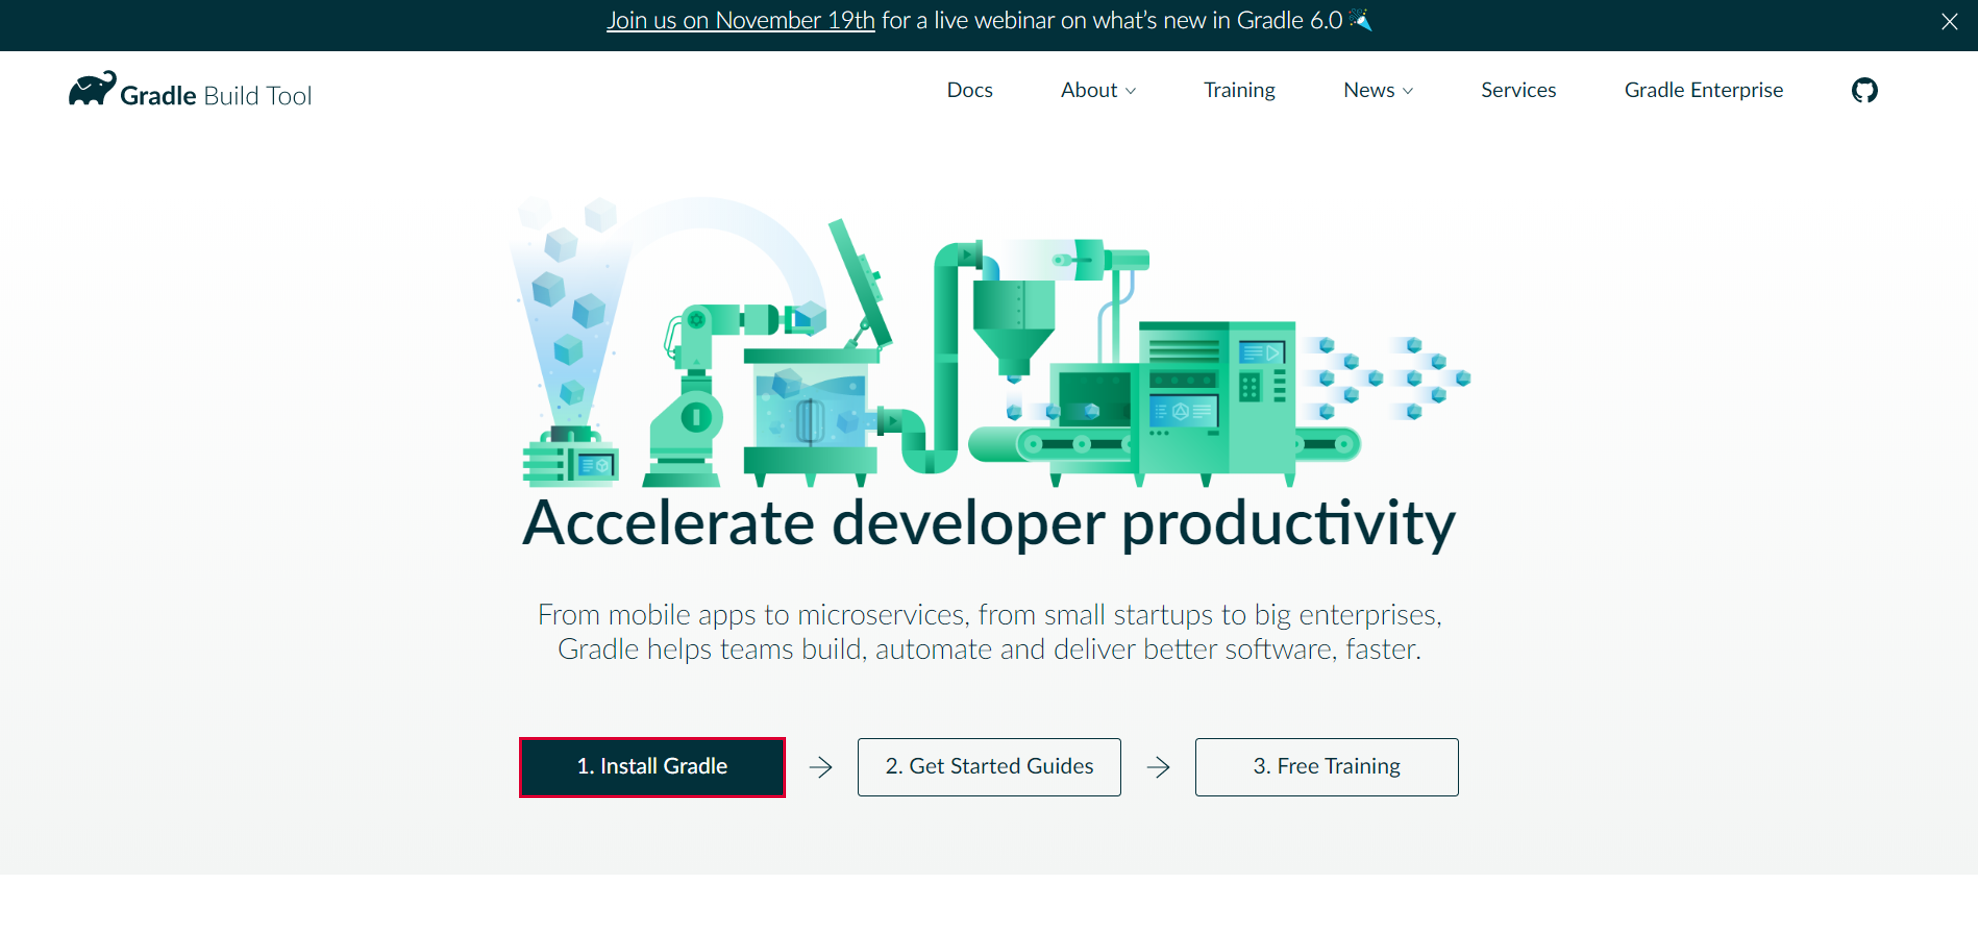 Join us on November 19th for a live webinar on what's new in Gradle 6.0
Gradle Build Tool
Docs
About
Training
News
Services
Gradle Enterprise
Accelerate developer productivity
From mobile apps to microservices, from small startups to big enterprises,
Gradle helps teams build, automate and deliver better software, faster.
1. Install Gradle
2. Get Started Guides
3. Free Training